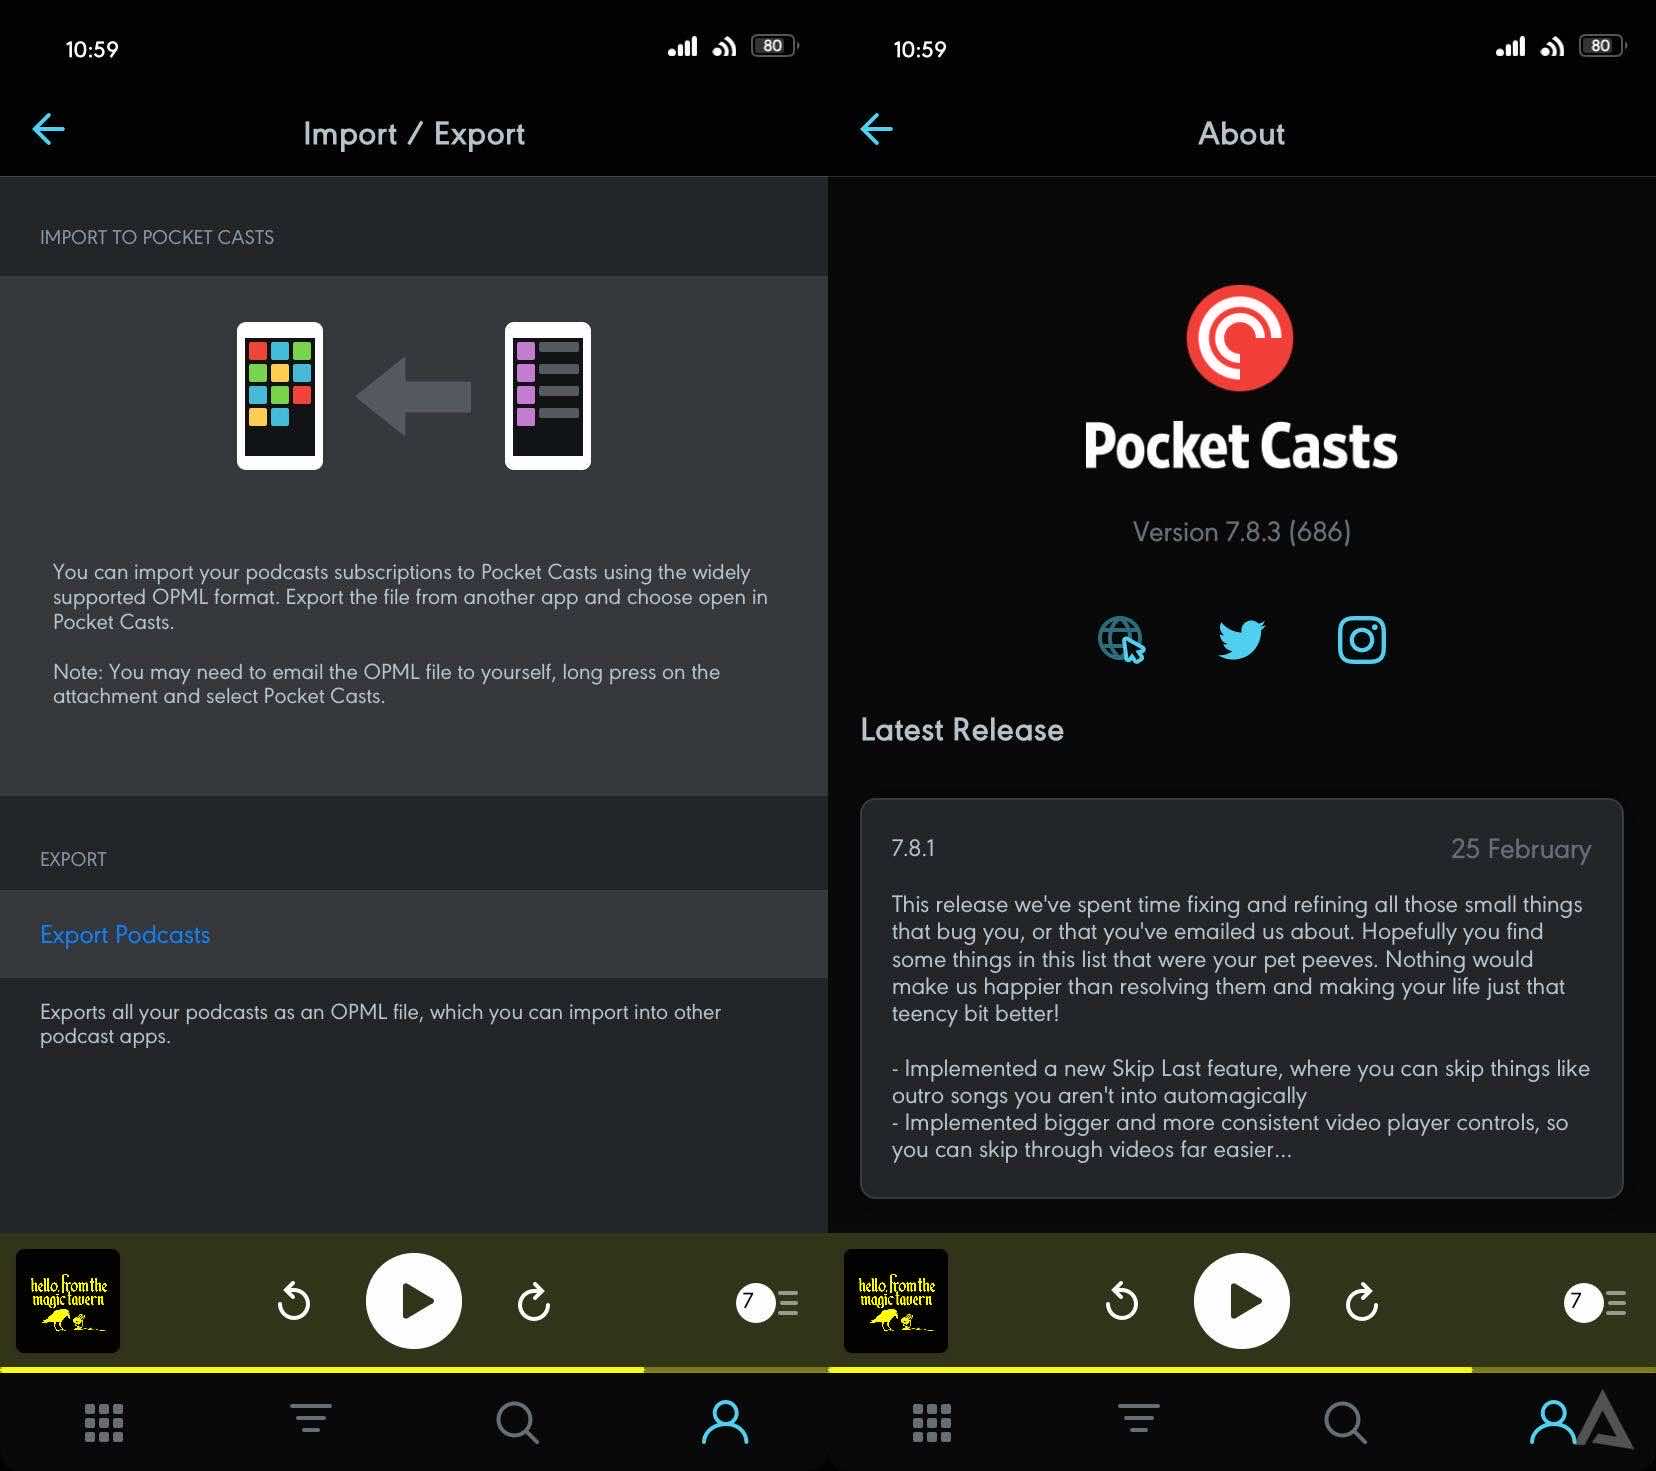 10:59
80
Import / Export
IMPORT TO POCKET CASTS
You can import your podcasts subscriptions to Pocket Casts using the widely
supported OPML format. Export the file from another app and choose open in
Pocket Casts.
Note: You may need to email the OPML file to yourself, long press on the
attachment and select Pocket Casts.
EXPORT
Export Podcasts
Exports all your podcasts as an OPML file, which you can import into other
podcast apps.
hello, from the
magic tavern
7
10:59
80
About
Pocket Casts
Version 7.8.3 (686)
Latest Release
7.8.1
25 February
This release we've spent time fixing and refining all those small things
that bug you, or that you've emailed us about. Hopefully you find
some things in this list that were your pet peeves. Nothing would
make us happier than resolving them and making your life just that
teency bit better!
- Implemented a new Skip Last feature, where you can skip things like
outro songs you aren't into automagically
- Implemented bigger and more consistent video player controls, so
you can skip through videos far easier...
hello, from the
magic tavern
7